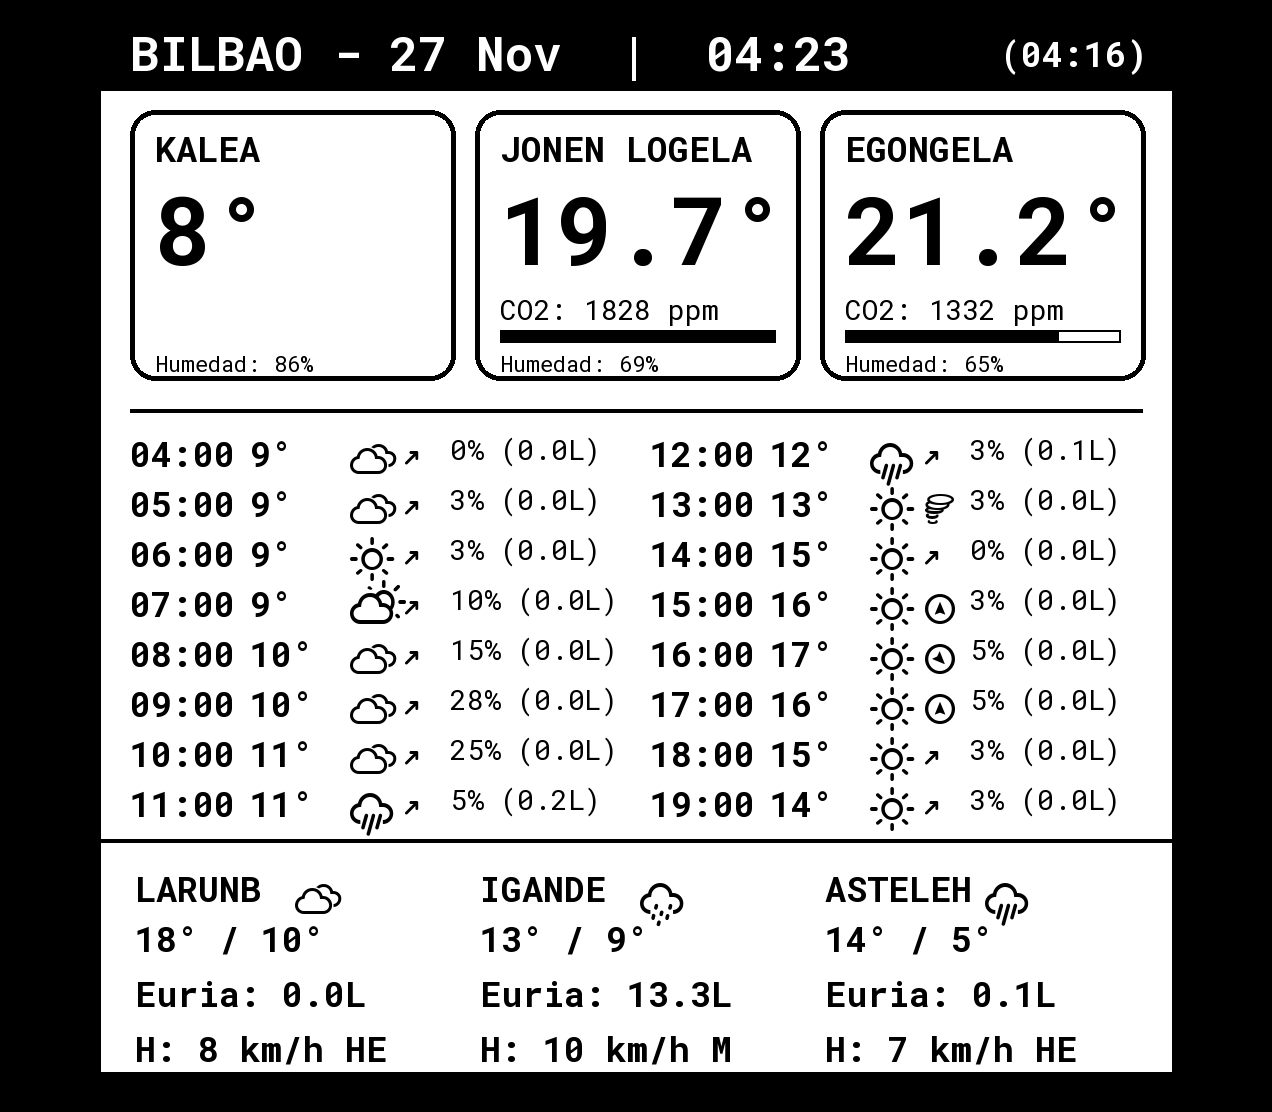 BILBAO - 27 Nov | 04:23 (04:16)
KALEA
8°
Humedad: 86%
JONEN LOGELA
19.7°
CO2: 1828 ppm
Humedad: 69%
EGONGELA
21.2°
CO2: 1332 ppm
Humedad: 65%
04:00 9° 0% (0.0L)
05:00 9° 3% (0.0L)
06:00 9° 3% (0.0L)
07:00 9° 10% (0.0L)
08:00 10° 15% (0.0L)
09:00 10° 28% (0.0L)
10:00 11° 25% (0.0L)
11:00 11° 5% (0.2L)
12:00 12° 3% (0.1L)
13:00 13° 3% (0.0L)
14:00 15° 0% (0.0L)
15:00 16° 3% (0.0L)
16:00 17° 5% (0.0L)
17:00 16° 5% (0.0L)
18:00 15° 3% (0.0L)
19:00 14° 3% (0.0L)
LARUNB
18° / 10°
Euria: 0.0L
H: 8 km/h HE
IGANDE
13° / 9°
Euria: 13.3L
H: 10 km/h M
ASTELEH
14° / 5°
Euria: 0.1L
H: 7 km/h HE